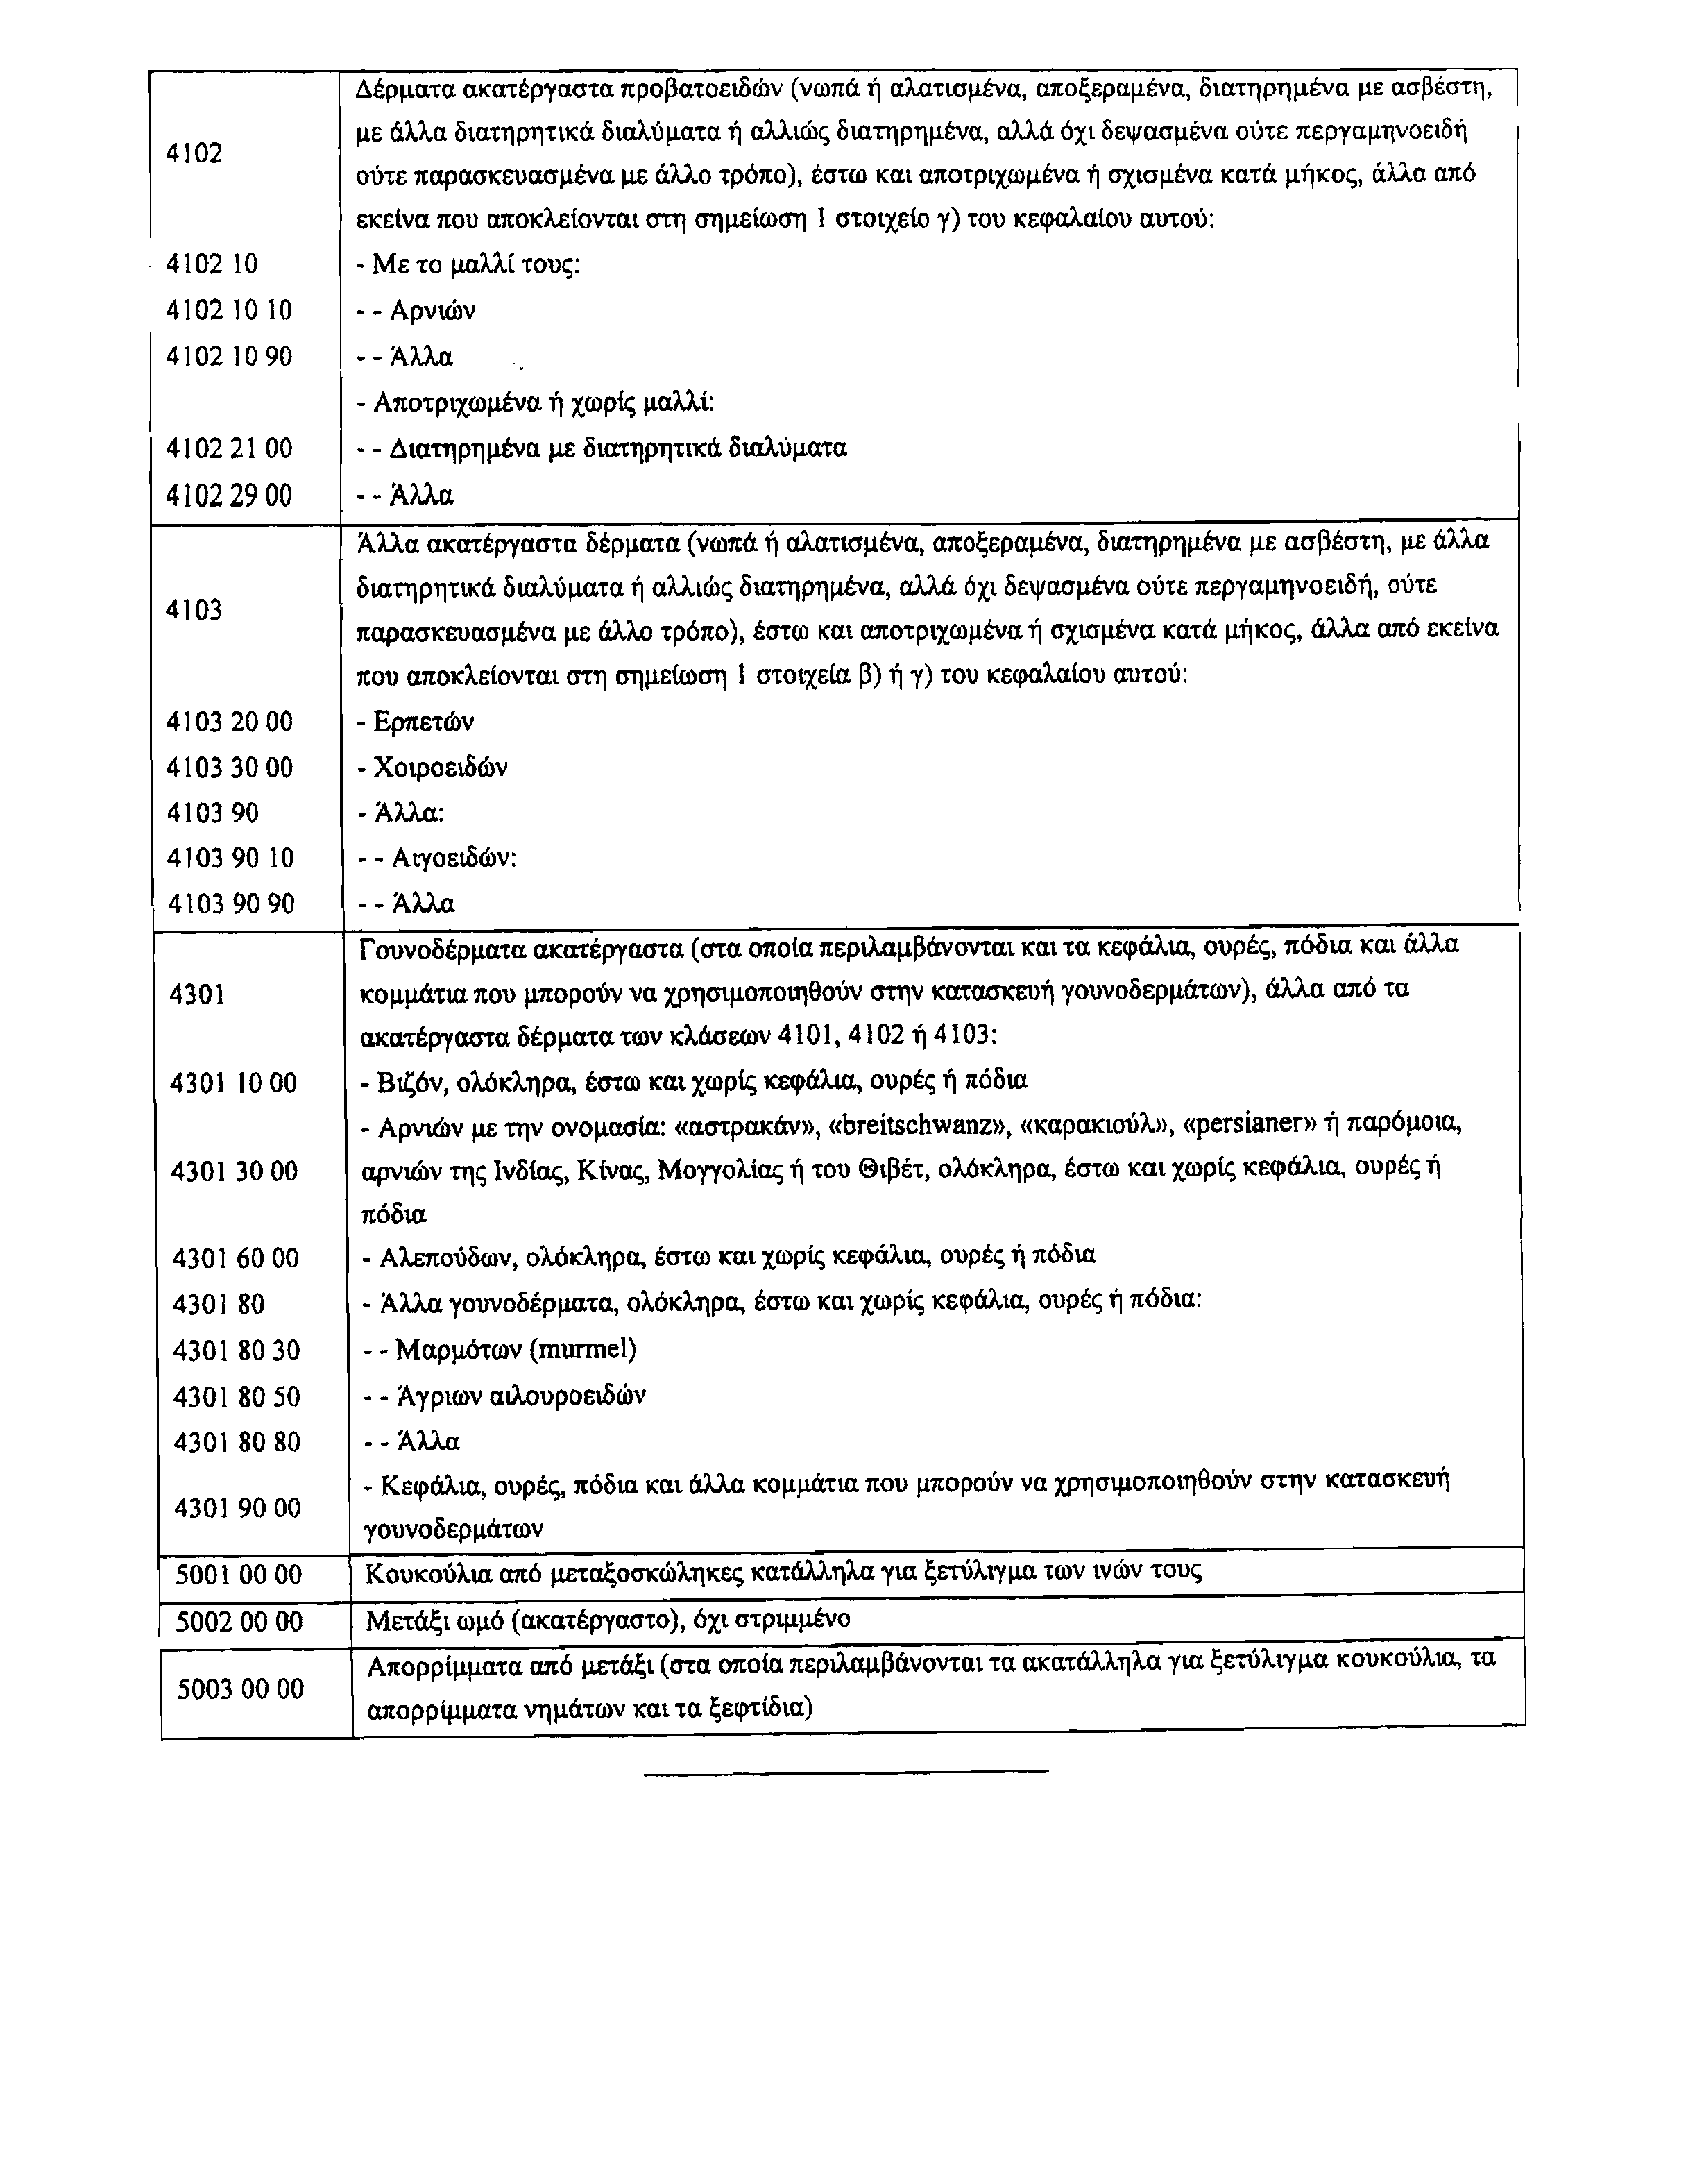 Δέρματα ακατέργαστα προβατοειδών (νωπά ή αλατισμένα, αποξεραμένα, διατηρημένα με ασβέστη,
4102 με άλλα διατηρητικά διαλύματα ή αλλιώς διατηρημένα, αλλά όχι δεψασμένα ούτε περγαμηνοειδή
ούτε παρασκευασμένα με άλλο τρόπο), έστω και αποτριχωμένα ή σχισμένα κατά μήκος, άλλα από
εκείνα που αποκλείονται στη σημείωση 1 στοιχείο γ) του κεφαλαίου αυτού:
4102 10 - Με το μαλλί τους:
4102 10 10 - - Αρνιών
4102 10 90 - - Άλλα
- Αποτριχωμένα ή χωρίς μαλλί:
4102 21 00 - - Διατηρημένα με διατηρητικά διαλύματα
4102 29 00 - - Άλλα
Άλλα ακατέργαστα δέρματα (νωπά ή αλατισμένα, αποξεραμένα, διατηρημένα με ασβέστη, με άλλα
διατηρητικά διαλύματα ή αλλιώς διατηρημένα, αλλά όχι δεψασμένα ούτε περγαμηνοειδή, ούτε
4103 παρασκευασμένα με άλλο τρόπο), έστω και αποτριχωμένα ή σχισμένα κατά μήκος, άλλα από εκείνα
που αποκλείονται στη σημείωση 1 στοιχεία β) ή γ) του κεφαλαίου αυτού:
4103 20 00 - Ερπετών
4103 30 00 - Χοιροειδών
4103 90 - Άλλα:
4103 90 10 - - Αιγοειδών:
4103 90 90 - - Άλλα
Γουνοδέρματα ακατέργαστα (στα οποία περιλαμβάνονται και τα κεφάλια, ουρές, πόδια και άλλα
4301 κομμάτια που μπορούν να χρησιμοποιηθούν στην κατασκευή γουνοδερμάτων), άλλα από τα
ακατέργαστα δέρματα των κλάσεων 4101, 4102 ή 4103:
4301 10 00 - Βιζόν, ολόκληρα, έστω και χωρίς κεφάλια, ουρές ή πόδια
- Αρνιών με την ονομασία: «αστρακάν», «breitschwanz», «καρακιούλ», «persianer» ή παρόμοια,
4301 30 00 αρνιών της Ινδίας, Κίνας, Μογγολίας ή του Θιβέτ, ολόκληρα, έστω και χωρίς κεφάλια, ουρές ή
πόδια
4301 60 00 - Αλεπούδων, ολόκληρα, έστω και χωρίς κεφάλια, ουρές ή πόδια
4301 80 - Άλλα γουνοδέρματα, ολόκληρα, έστω και χωρίς κεφάλια, ουρές ή πόδια:
4301 80 30 - - Μαρμότων (murmel)
4301 80 50 - - Άγριων αιλουροειδών
4301 80 80 - - Άλλα
- Κεφάλια, ουρές, πόδια και άλλα κομμάτια που μπορούν να χρησιμοποιηθούν στην κατασκευή
4301 90 00 γουνοδερμάτων
5001 00 00 Κουκούλια από μεταξοσκώληκες κατάλληλα για ξετύλιγμα των ινών τους
5002 00 00 Μετάξι ωμό (ακατέργαστο), όχι στριμμένο
5003 00 00 Απορρίμματα από μετάξι (στα οποία περιλαμβάνονται τα ακατάλληλα για ξετύλιγμα κουκούλια, τα
απορρίμματα νημάτων και τα ξεφτίδια)